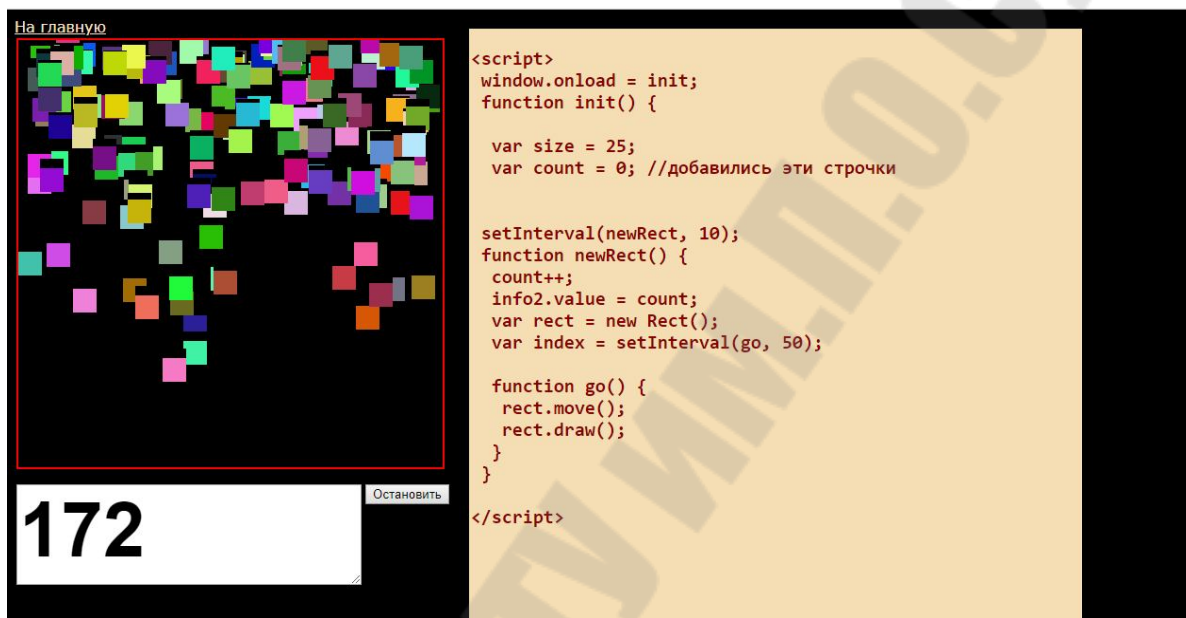 На главную
<script>
window.onload = init;
function init() {
var size = 25;
var count = 0; //добавились эти строчки
setInterval(newRect, 10);
function newRect() {
count++;
info2.value = count;
var rect = new Rect();
var index = setInterval(go, 50);
function go() {
rect.move();
rect.draw();
}
}
</script>
172
Остановить